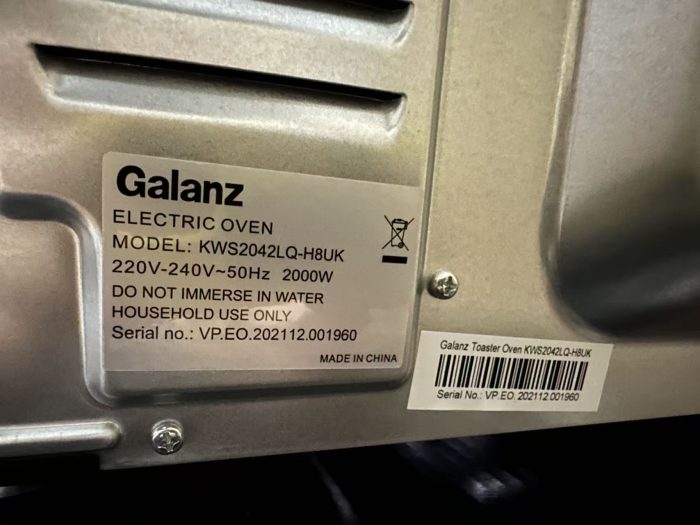 Galanz
ELECTRIC OVEN
MODEL: KWS2042LQ-H8UK
220V-240V~50Hz 2000W
DO NOT IMMERSE IN WATER
HOUSEHOLD USE ONLY
Serial no.: VP.EO.202112.001960
MADE IN CHINA
Galanz Toaster Oven KWS2042LQ-H8UK
Serial No.: VP.EO. 202112.001960